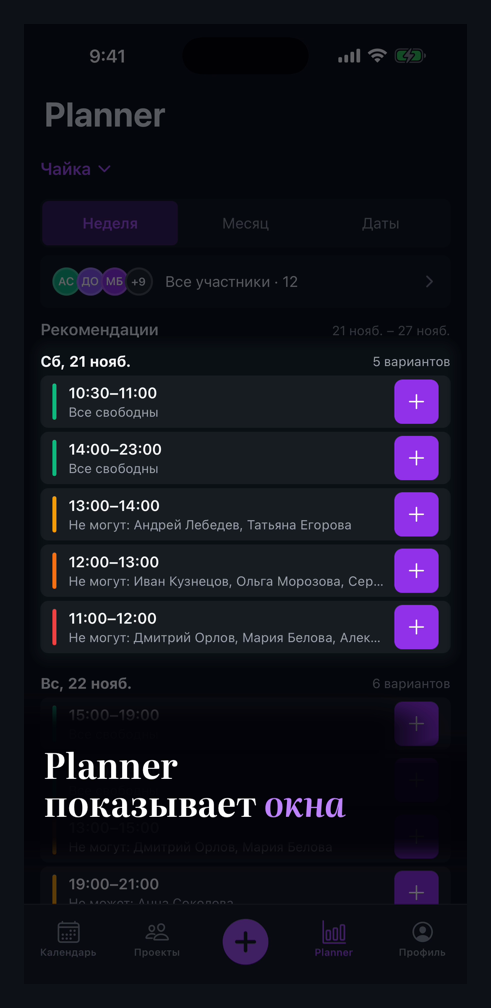 9:41
Planner
Чайка
Неделя Месяц Даты
АС ДО МБ +9 Все участники · 12
Рекомендации 21 нояб. – 27 нояб.
Сб, 21 нояб. 5 вариантов
10:30–11:00
Все свободны
14:00–23:00
Все свободны
13:00–14:00
Не могут: Андрей Лебедев, Татьяна Егорова
12:00–13:00
Не могут: Иван Кузнецов, Ольга Морозова, Сер...
11:00–12:00
Не могут: Дмитрий Орлов, Мария Белова, Алек...
Вс, 22 нояб. 6 вариантов
15:00–19:00
Planner
показывает окна
Не могут: Дмитрий Орлов, Мария Белова
19:00–21:00
Не может: Анна Соколова
Календарь Проекты Planner Профиль